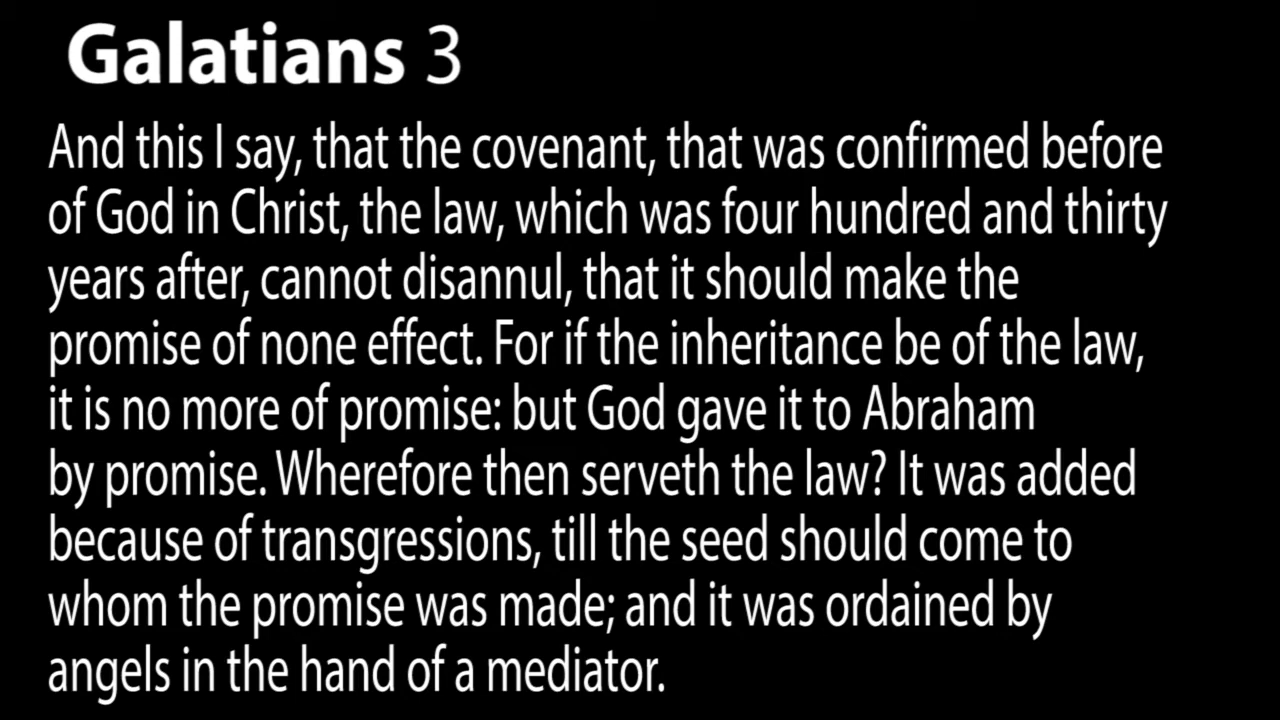 Galatians 3
And this I say, that the covenant, that was confirmed before
of God in Christ, the law, which was four hundred and thirty
years after, cannot disannul, that it should make the
promise of none effect. For if the inheritance be of the law,
it is no more of promise: but God gave it to Abraham
by promise. Wherefore then serveth the law? It was added
because of transgressions, till the seed should come to
whom the promise was made; and it was ordained by
angels in the hand of a mediator.